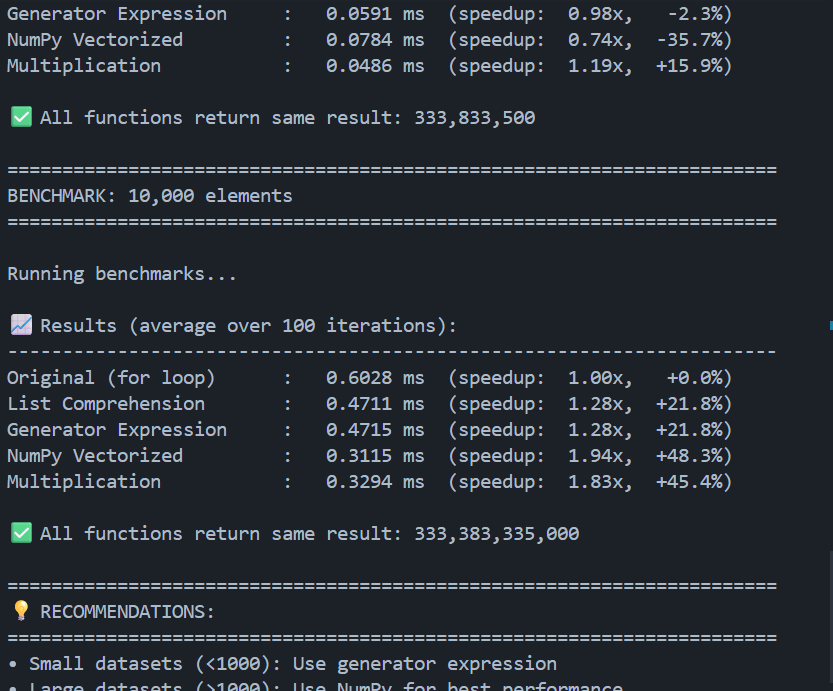 Generator Expression     :   0.0591 ms  (speedup:  0.98x,   -2.3%)
NumPy Vectorized         :   0.0784 ms  (speedup:  0.74x,  -35.7%)
Multiplication           :   0.0486 ms  (speedup:  1.19x,  +15.9%)
✅ All functions return same result: 333,833,500
======================================================================
BENCHMARK: 10,000 elements
======================================================================
Running benchmarks...
📈 Results (average over 100 iterations):
----------------------------------------------------------------------
Original (for loop)      :   0.6028 ms  (speedup:  1.00x,   +0.0%)
List Comprehension       :   0.4711 ms  (speedup:  1.28x,  +21.8%)
Generator Expression     :   0.4715 ms  (speedup:  1.28x,  +21.8%)
NumPy Vectorized         :   0.3115 ms  (speedup:  1.94x,  +48.3%)
Multiplication           :   0.3294 ms  (speedup:  1.83x,  +45.4%)
✅ All functions return same result: 333,383,335,000
======================================================================
💡 RECOMMENDATIONS:
======================================================================
• Small datasets (<1000): Use generator expression
• Large datasets (>1000): Use NumPy for best performance